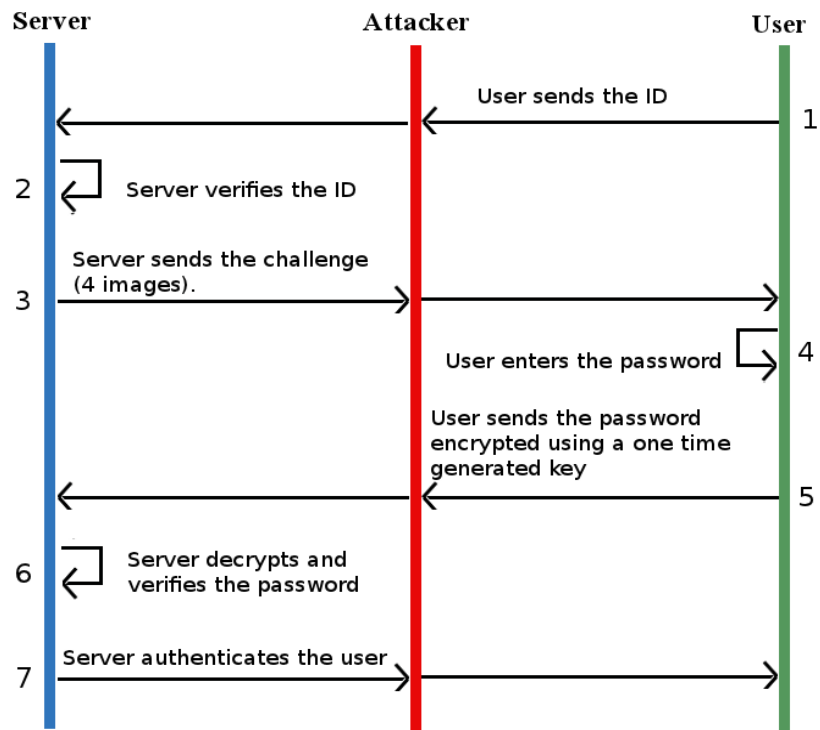 Server
Attacker
User
User sends the ID
1
2
Server verifies the ID
Server sends the challenge
(4 images).
3
4
User enters the password
User sends the password
encrypted using a one time
generated key
5
6
Server decrypts and
verifies the password
Server authenticates the user
7